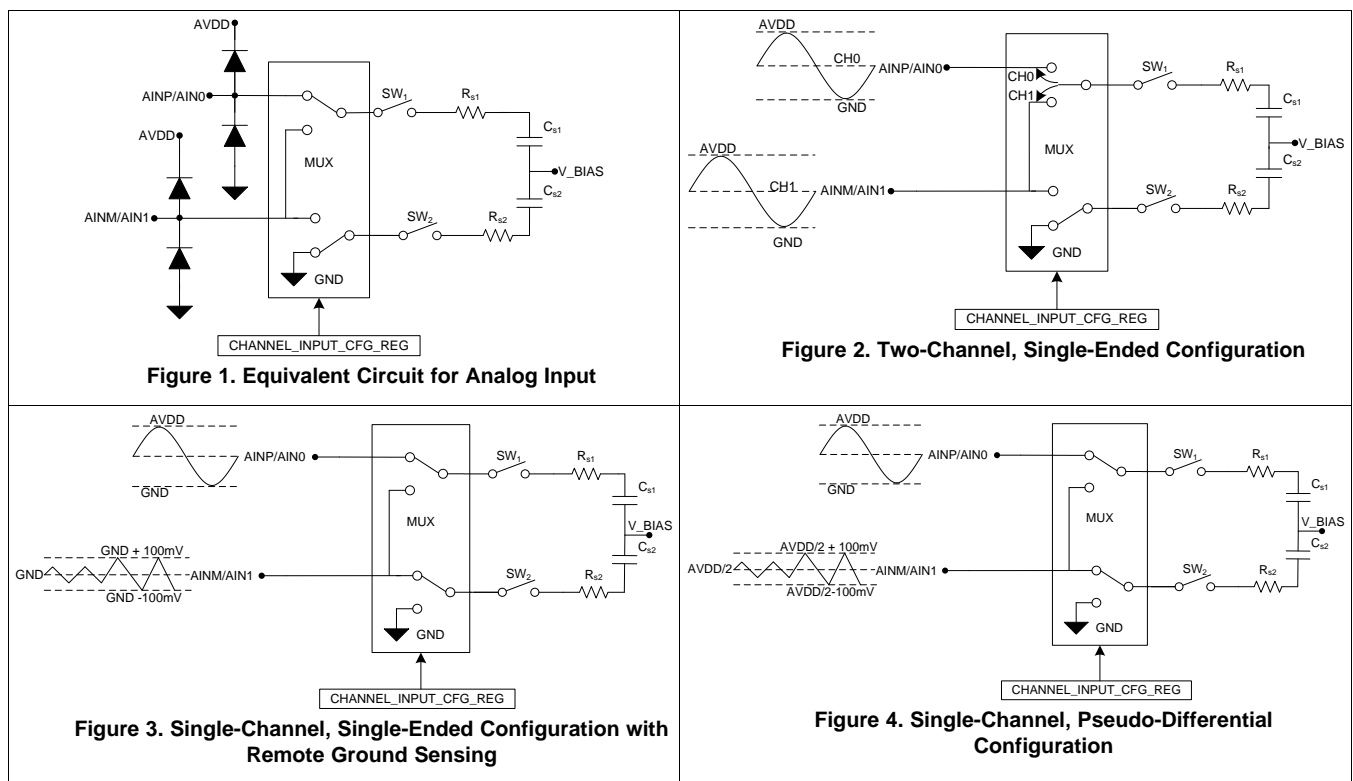 AVDD
AINP/AIN0
AVDD
AINM/AIN1
MUX
GND
SW1
Rs1
Cs1
V_BIAS
Cs2
SW2
Rs2
CHANNEL_INPUT_CFG_REG
Figure 1. Equivalent Circuit for Analog Input
AVDD
CH0
GND
AINP/AIN0
CH0
CH1
AVDD
CH1
GND
AINM/AIN1
MUX
GND
SW1
Rs1
Cs1
V_BIAS
Cs2
SW2
Rs2
CHANNEL_INPUT_CFG_REG
Figure 2. Two-Channel, Single-Ended Configuration
AVDD
GND
AINP/AIN0
GND + 100mV
GND
GND -100mV
AINM/AIN1
MUX
GND
SW1
Rs1
Cs1
V_BIAS
Cs2
SW2
Rs2
CHANNEL_INPUT_CFG_REG
Figure 3. Single-Channel, Single-Ended Configuration with
Remote Ground Sensing
AVDD
GND
AINP/AIN0
AVDD/2 + 100mV
AVDD/2
AVDD/2-100mV
AINM/AIN1
MUX
GND
SW1
Rs1
Cs1
V_BIAS
Cs2
SW2
Rs2
CHANNEL_INPUT_CFG_REG
Figure 4. Single-Channel, Pseudo-Differential
Configuration